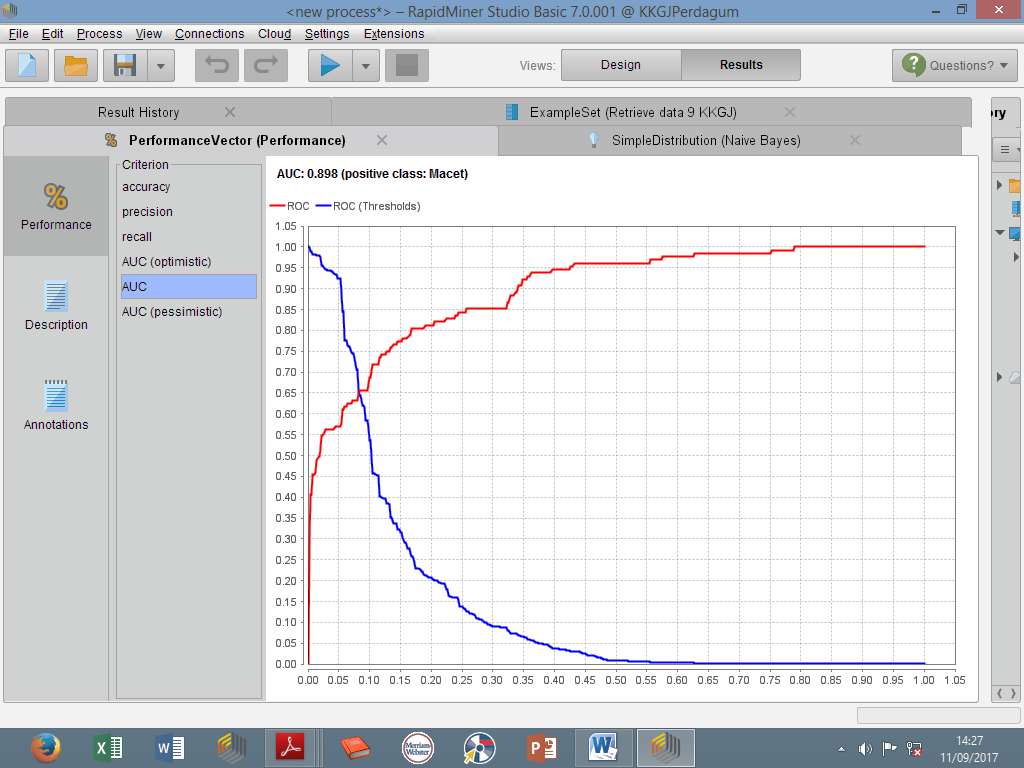 <new process*> – RapidMiner Studio Basic 7.0.001 @ KKGJPerdagum
File Edit Process View Connections Cloud Settings Extensions
Views: Design Results Questions?
Result History ExampleSet (Retrieve data 9 KKGJ) ry
PerformanceVector (Performance) SimpleDistribution (Naive Bayes)
Performance
Description
Annotations
Criterion
accuracy
precision
recall
AUC (optimistic)
AUC
AUC (pessimistic)
AUC: 0.898 (positive class: Macet)
ROC ROC (Thresholds)
1.05
1.00
0.95
0.90
0.85
0.80
0.75
0.70
0.65
0.60
0.55
0.50
0.45
0.40
0.35
0.30
0.25
0.20
0.15
0.10
0.05
0.00
0.00 0.05 0.10 0.15 0.20 0.25 0.30 0.35 0.40 0.45 0.50 0.55 0.60 0.65 0.70 0.75 0.80 0.85 0.90 0.95 1.00 1.05
Merriam-Webster
14:27
11/09/2017